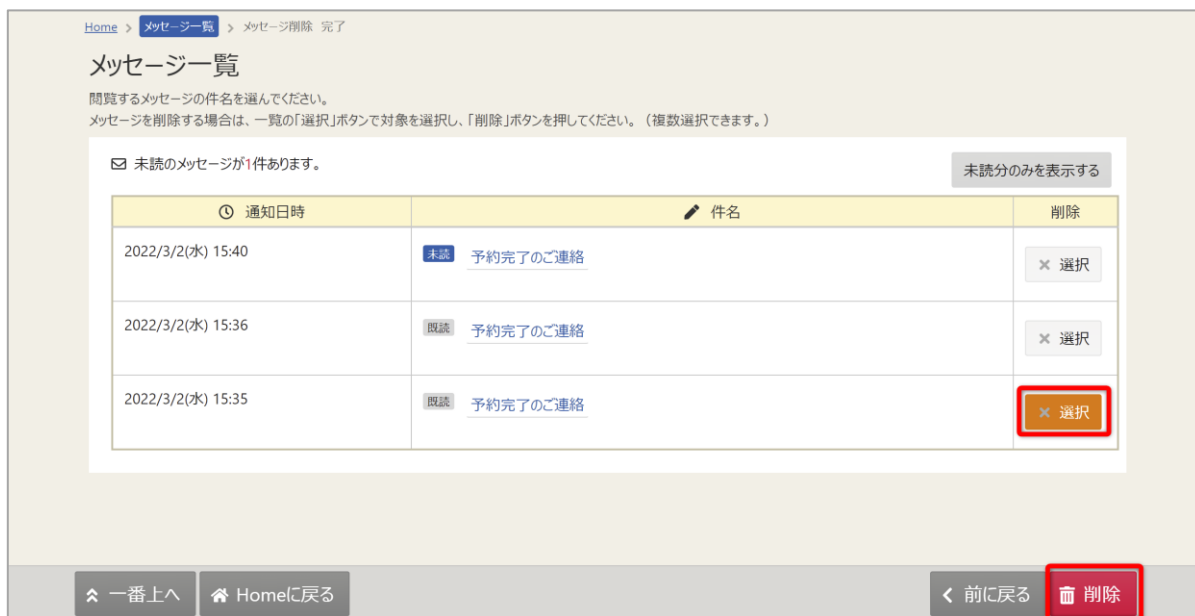 Home > メッセージ一覧 > メッセージ削除 完了
メッセージ一覧
閲覧するメッセージの件名を選んでください。
メッセージを削除する場合は、一覧の「選択」ボタンで対象を選択し、「削除」ボタンを押してください。（複数選択できます。）
未読のメッセージが1件あります。
未読分のみを表示する
通知日時 件名 削除
2022/3/2(水) 15:40 未読 予約完了のご連絡 × 選択
2022/3/2(水) 15:36 既読 予約完了のご連絡 × 選択
2022/3/2(水) 15:35 既読 予約完了のご連絡 × 選択
一番上へ Homeに戻る 前に戻る 削除